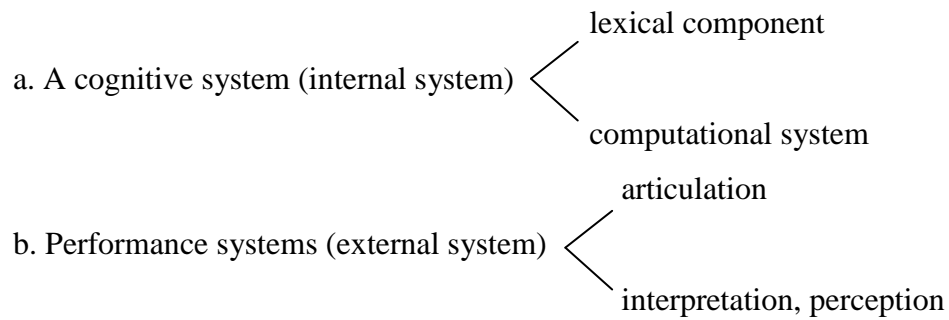 lexical component
a. A cognitive system (internal system)
computational system
articulation
b. Performance systems (external system)
interpretation, perception